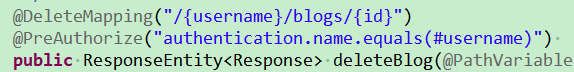 @DeleteMapping("/{username}/blogs/{id}")
@PreAuthorize("authentication.name.equals(#username)")
public ResponseEntity<Response> deleteBlog(@PathVariable